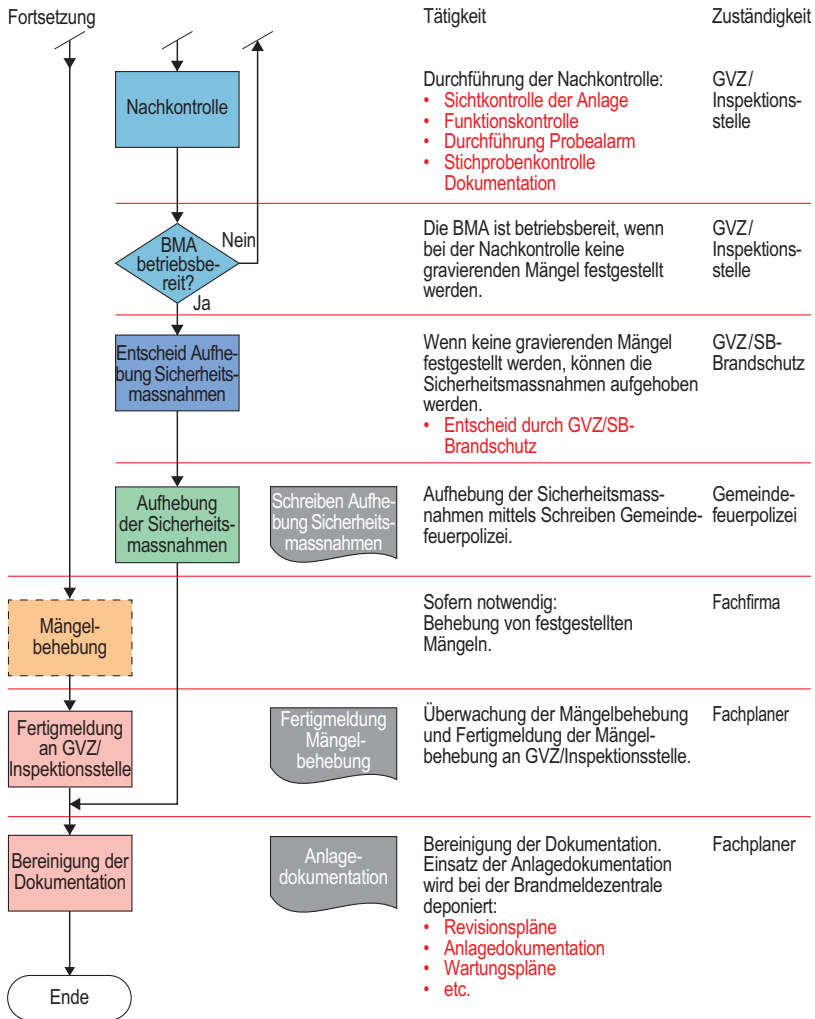 Fortsetzung
Tätigkeit
Zuständigkeit
Nachkontrolle
Durchführung der Nachkontrolle:
• Sichtkontrolle der Anlage
• Funktionskontrolle
• Durchführung Probealarm
• Stichprobenkontrolle
Dokumentation
GVZ/
Inspektions-
stelle
BMA
betriebsbe-
reit?
Nein
Ja
Die BMA ist betriebsbereit, wenn
bei der Nachkontrolle keine
gravierenden Mängel festgestellt
werden.
GVZ/
Inspektions-
stelle
Entscheid Aufhe-
bung Sicherheits-
massnahmen
Wenn keine gravierenden Mängel
festgestellt werden, können die
Sicherheitsmassnahmen aufgehoben
werden.
• Entscheid durch GVZ/SB-
Brandschutz
GVZ/SB-
Brandschutz
Aufhebung
der Sicherheits-
massnahmen
Schreiben Aufhe-
bung Sicherheits-
massnahmen
Aufhebung der Sicherheitsmass-
nahmen mittels Schreiben Gemeinde-
feuerpolizei.
Gemeinde-
feuerpolizei
Mängel-
behebung
Sofern notwendig:
Behebung von festgestellten
Mängeln.
Fachfirma
Fertigmeldung
an GVZ/
Inspektionsstelle
Fertigmeldung
Mängel-
behebung
Überwachung der Mängelbehebung
und Fertigmeldung der Mängel-
behebung an GVZ/Inspektionsstelle.
Fachplaner
Bereinigung der
Dokumentation
Anlage-
dokumentation
Bereinigung der Dokumentation.
Einsatz der Anlagedokumentation
wird bei der Brandmeldezentrale
deponiert:
• Revisionspläne
• Anlagedokumentation
• Wartungspläne
• etc.
Fachplaner
Ende